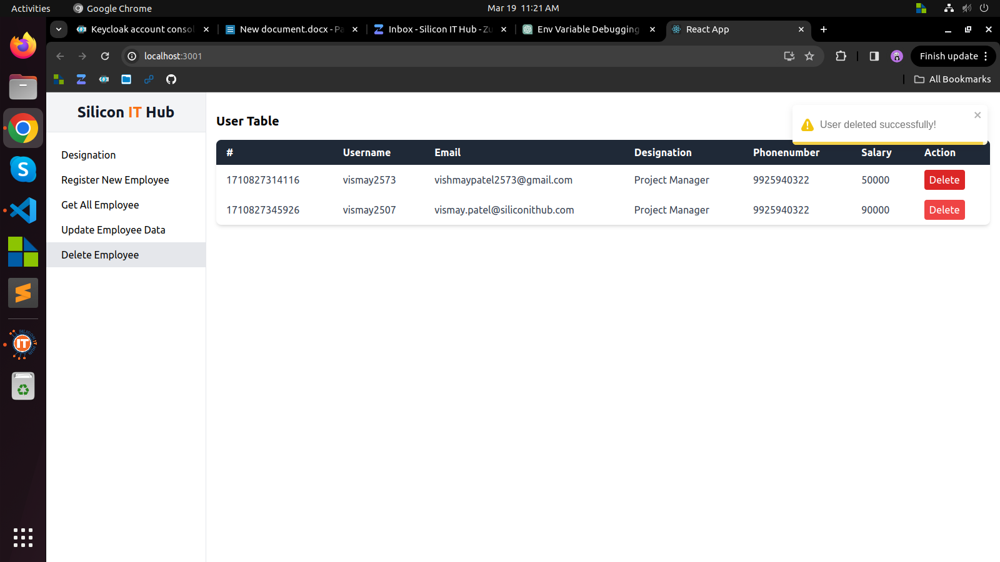 Activities
Google Chrome
Mar 19 11:21 AM
Keycloak account consol
New document.docx - Pa
Inbox - Silicon IT Hub - Zu
Env Variable Debugging
React App
localhost:3001
Finish update
All Bookmarks
Silicon IT Hub
Designation
Register New Employee
Get All Employee
Update Employee Data
Delete Employee
User Table
User deleted successfully!
# Username Email Designation Phonenumber Salary Action
1710827314116 vismay2573 vishmaypatel2573@gmail.com Project Manager 9925940322 50000 Delete
1710827345926 vismay2507 vismay.patel@siliconithub.com Project Manager 9925940322 90000 Delete
IT